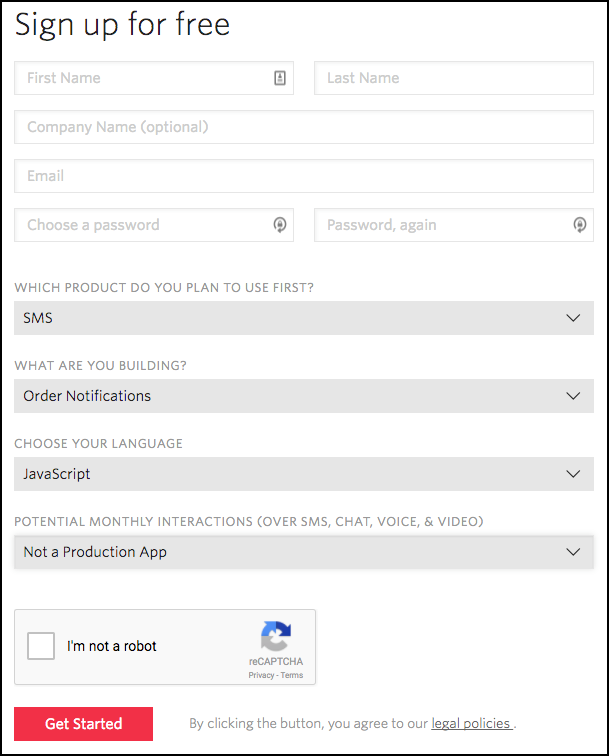 Sign up for free
First Name
Last Name
Company Name (optional)
Email
Choose a password
Password, again
WHICH PRODUCT DO YOU PLAN TO USE FIRST?
SMS
WHAT ARE YOU BUILDING?
Order Notifications
CHOOSE YOUR LANGUAGE
JavaScript
POTENTIAL MONTHLY INTERACTIONS (OVER SMS, CHAT, VOICE, & VIDEO)
Not a Production App
I'm not a robot
reCAPTCHA
Privacy - Terms
Get Started
By clicking the button, you agree to our legal policies .